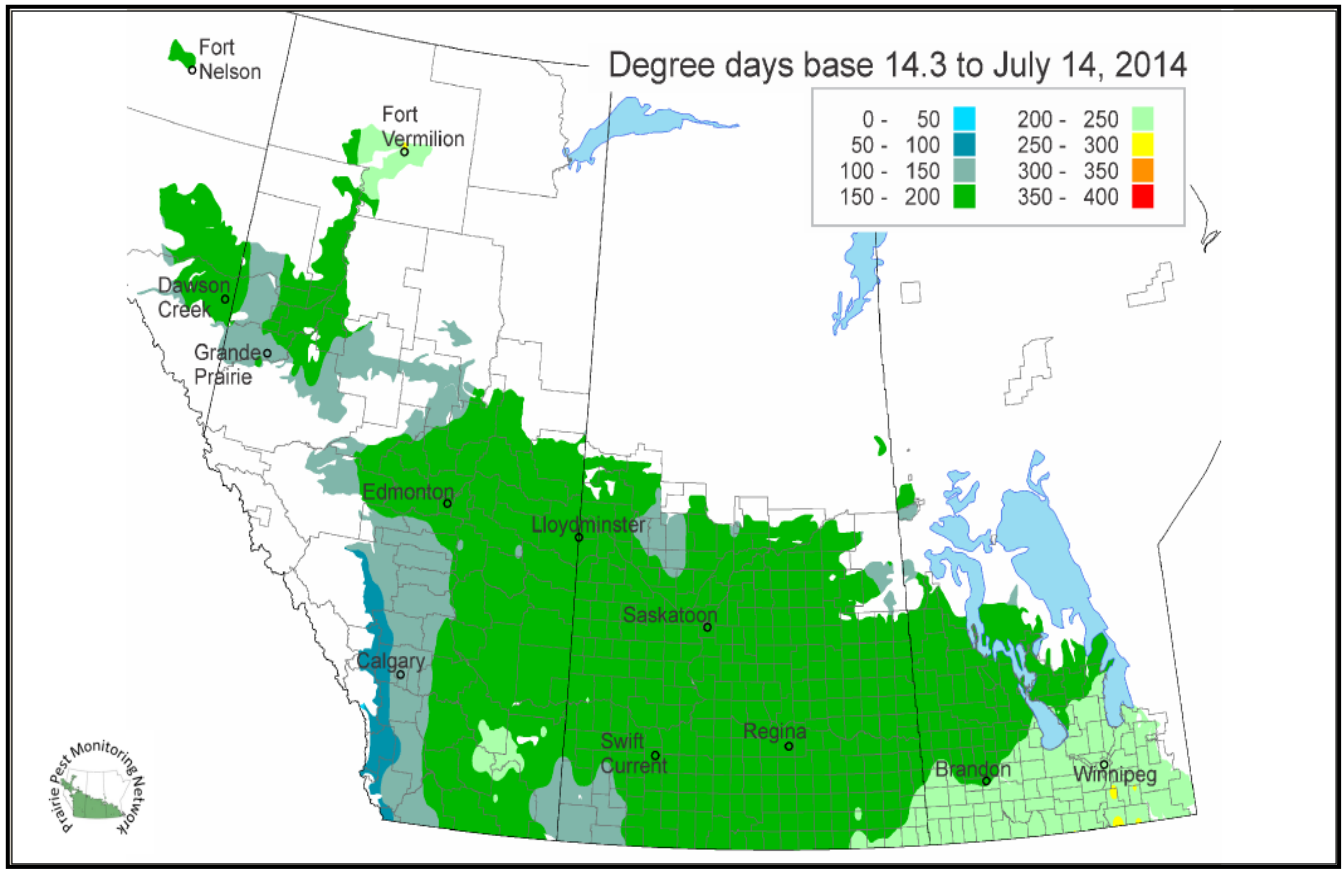 Degree days base 14.3 to July 14, 2014
0 - 50
50 - 100
100 - 150
150 - 200
200 - 250
250 - 300
300 - 350
350 - 400
Fort
Nelson
Fort
Vermilion
Dawson
Creek
Grande
Prairie
Edmonton
Lloydminster
Saskatoon
Calgary
Swift
Current
Regina
Brandon
Winnipeg
Prairie Pest Monitoring Network